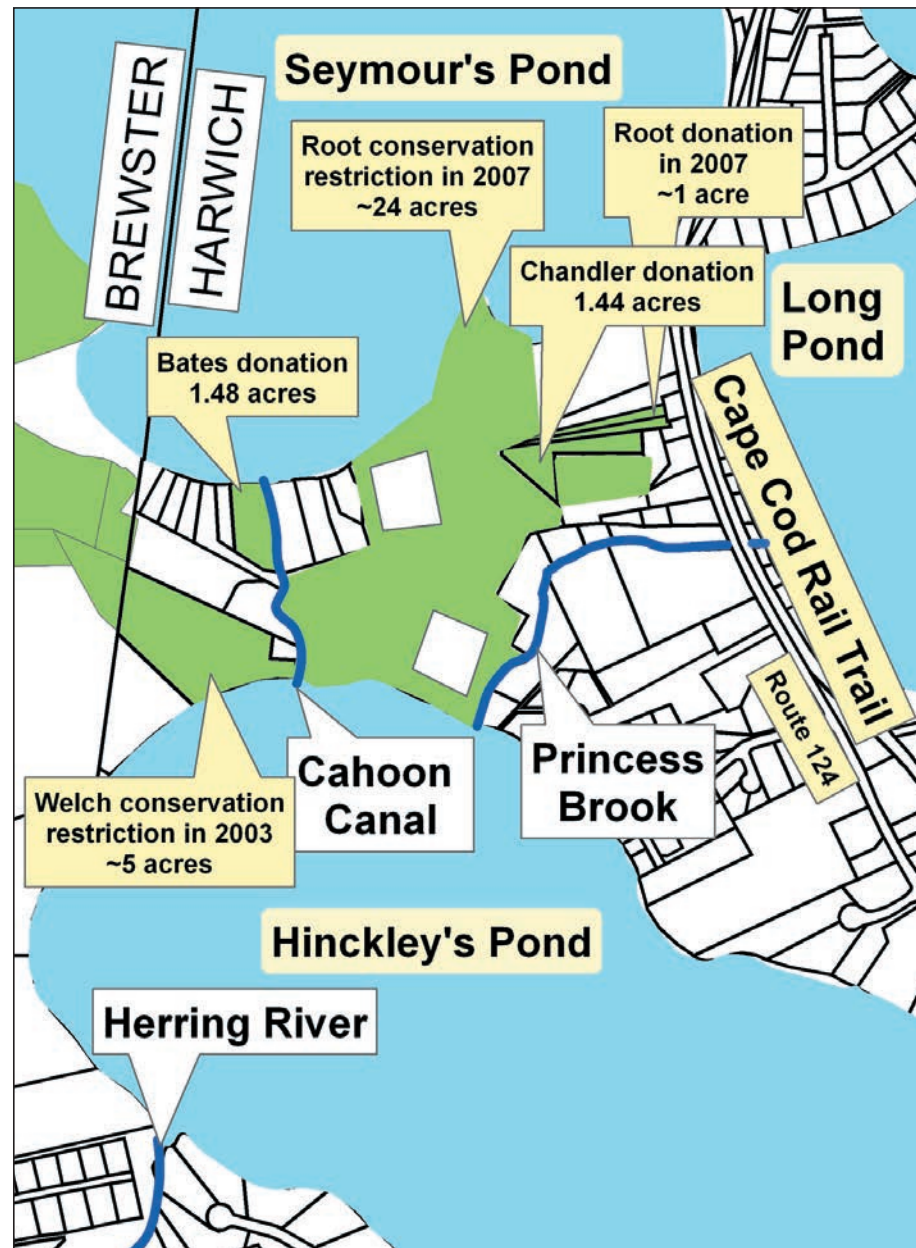 Seymour's Pond
BREWSTER
HARWICH
Root conservation
restriction in 2007
~24 acres
Root donation
in 2007
~1 acre
Chandler donation
1.44 acres
Long
Pond
Bates donation
1.48 acres
Cape Cod Rail Trail
Route 124
Welch conservation
restriction in 2003
~5 acres
Cahoon
Canal
Princess
Brook
Hinckley's Pond
Herring River